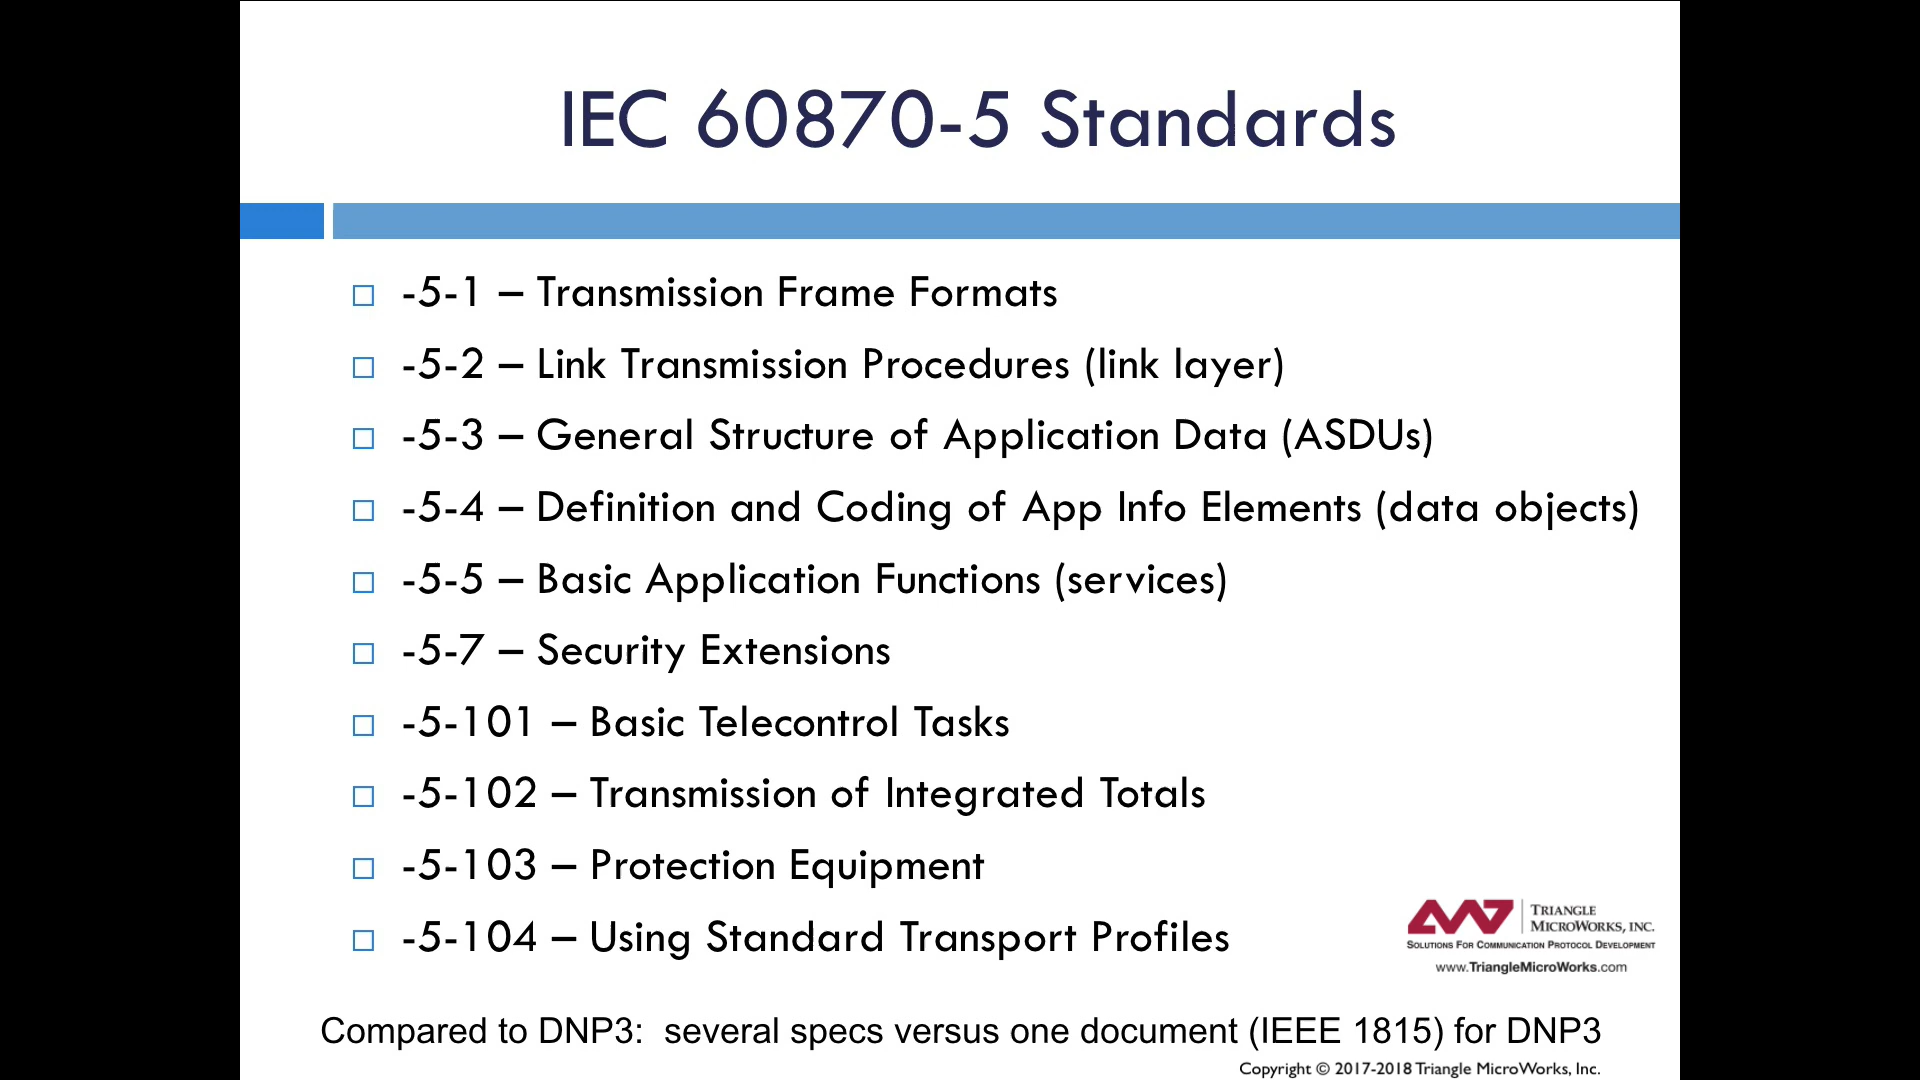 IEC 60870-5 Standards
-5-1 – Transmission Frame Formats
-5-2 – Link Transmission Procedures (link layer)
-5-3 – General Structure of Application Data (ASDUs)
-5-4 – Definition and Coding of App Info Elements (data objects)
-5-5 – Basic Application Functions (services)
-5-7 – Security Extensions
-5-101 – Basic Telecontrol Tasks
-5-102 – Transmission of Integrated Totals
-5-103 – Protection Equipment
-5-104 – Using Standard Transport Profiles
TRIANGLE
MICROWORKS, INC.
SOLUTIONS FOR COMMUNICATION PROTOCOL DEVELOPMENT
www.TriangleMicroWorks.com
Compared to DNP3:  several specs versus one document (IEEE 1815) for DNP3
Copyright © 2017-2018 Triangle MicroWorks, Inc.